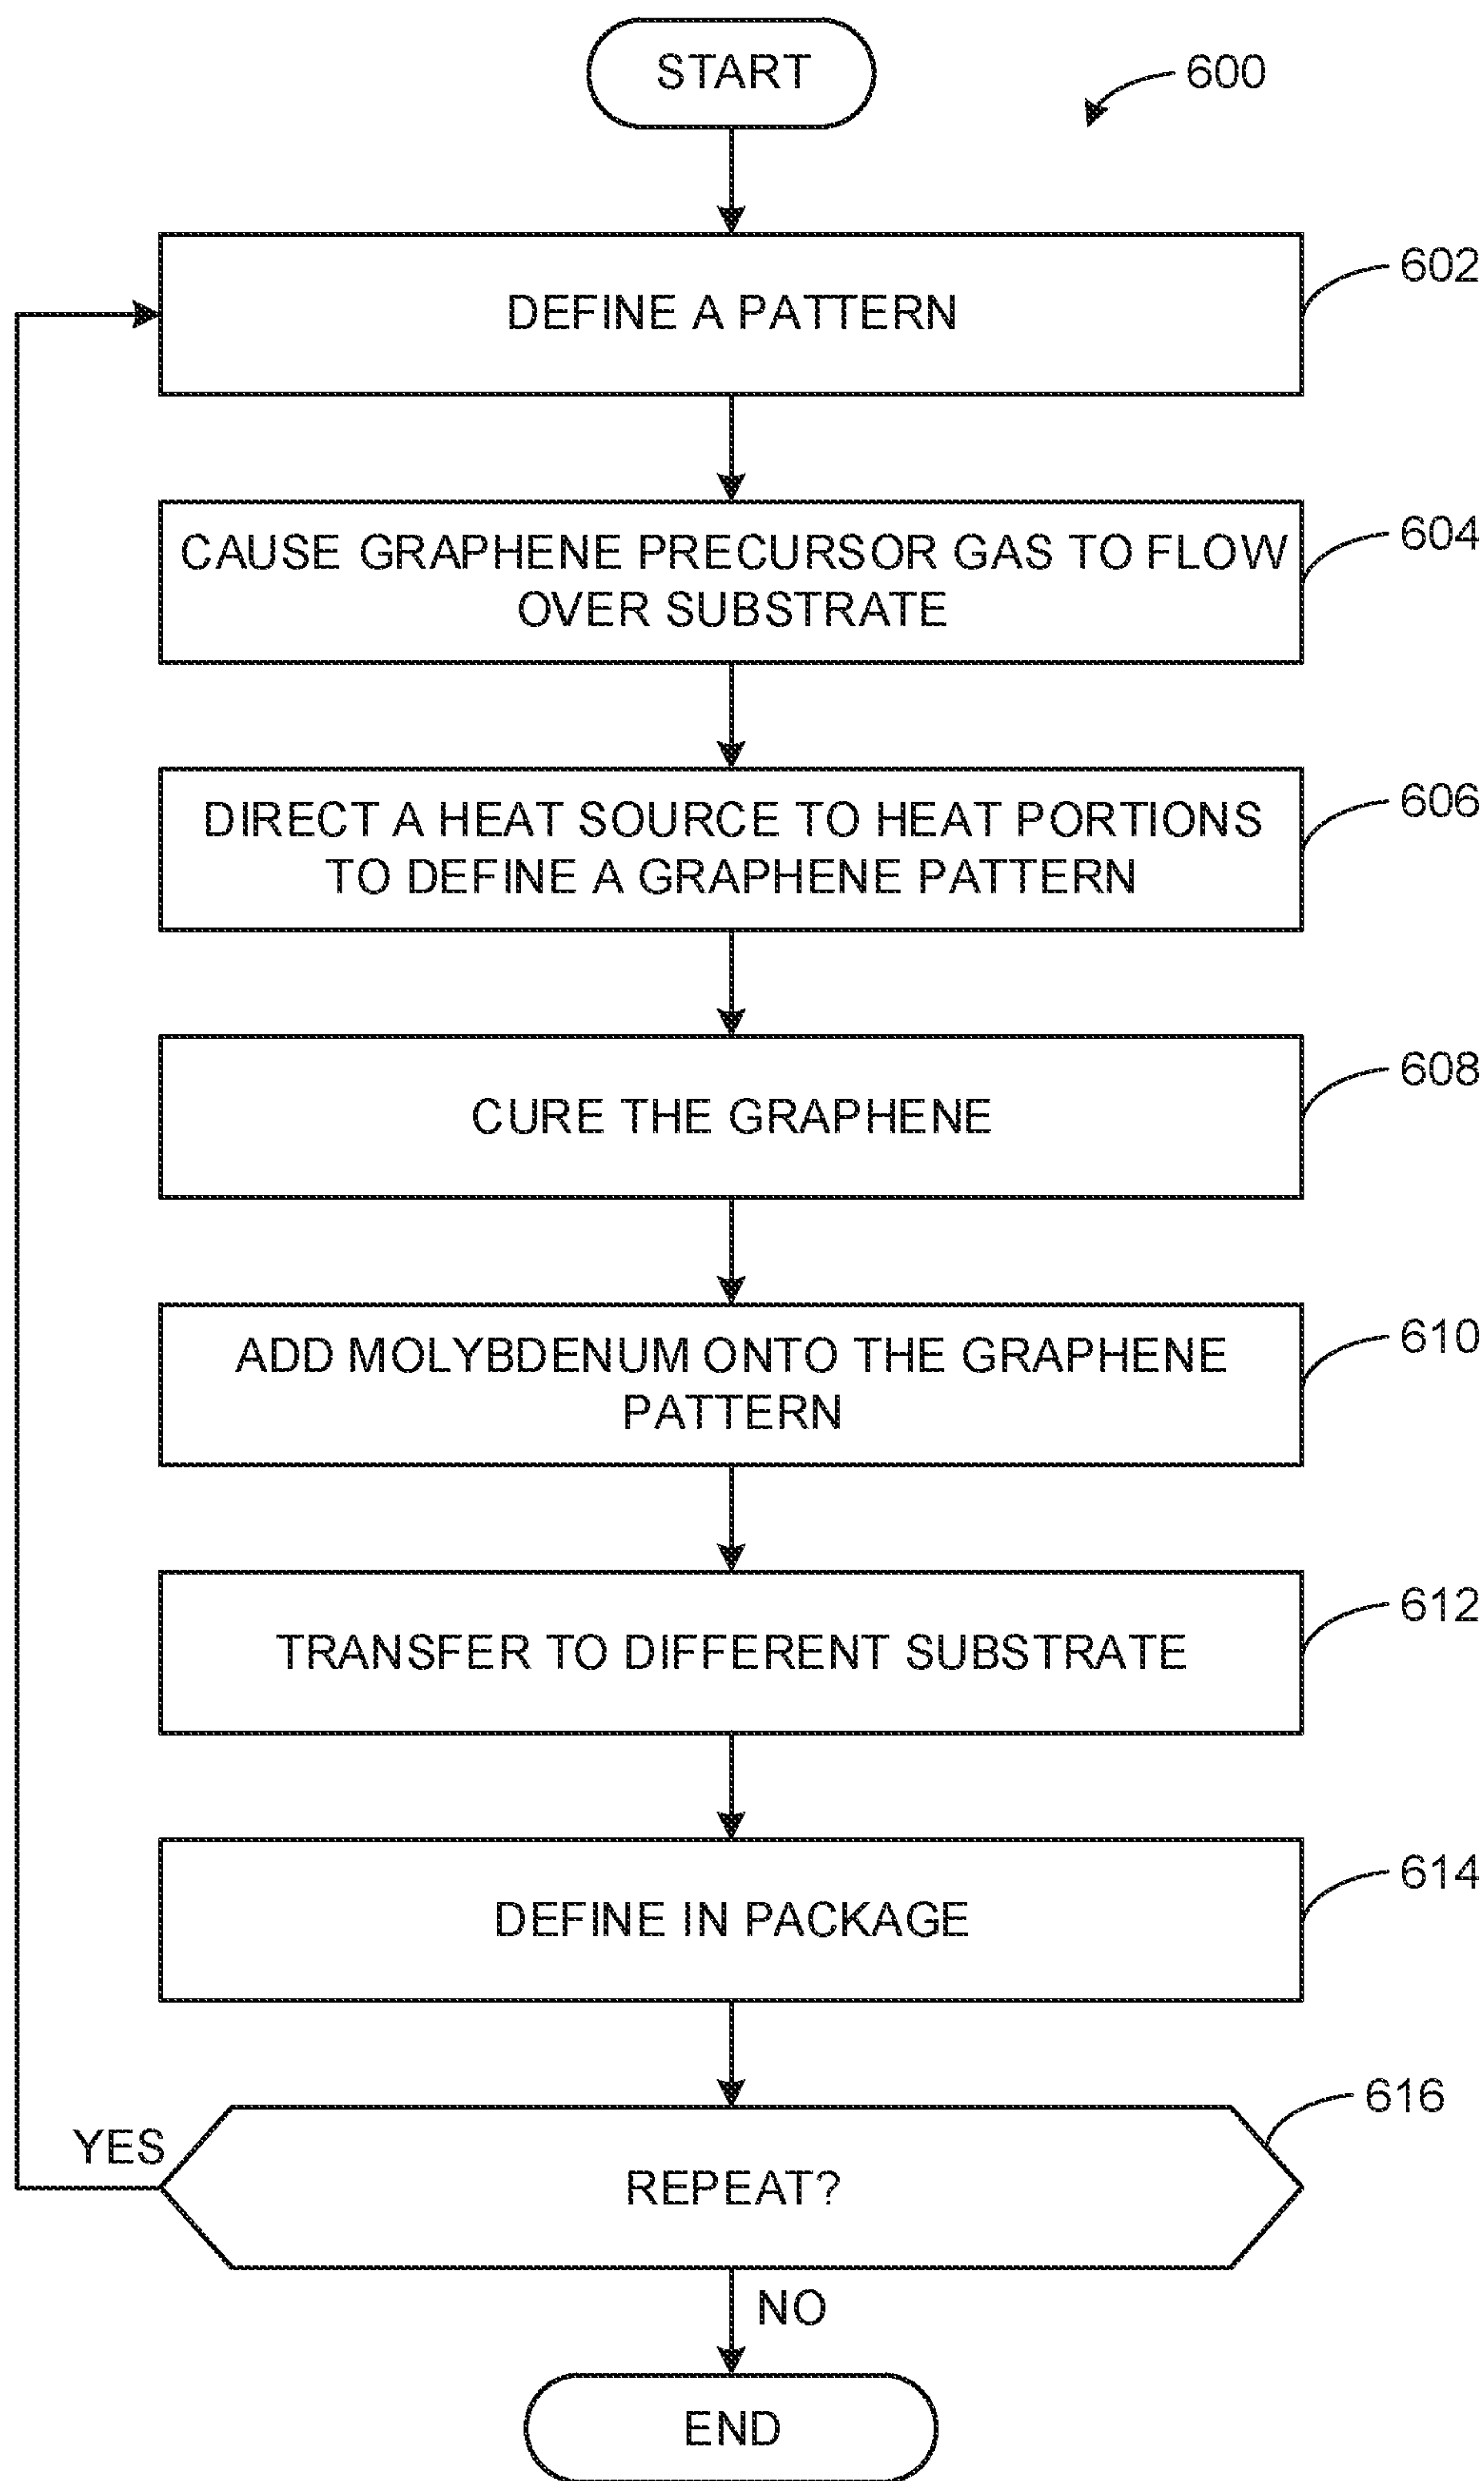 START
600
DEFINE A PATTERN
602
CAUSE GRAPHENE PRECURSOR GAS TO FLOW
OVER SUBSTRATE
604
DIRECT A HEAT SOURCE TO HEAT PORTIONS
TO DEFINE A GRAPHENE PATTERN
606
CURE THE GRAPHENE
608
ADD MOLYBDENUM ONTO THE GRAPHENE
PATTERN
610
TRANSFER TO DIFFERENT SUBSTRATE
612
DEFINE IN PACKAGE
614
616
YES
REPEAT?
NO
END